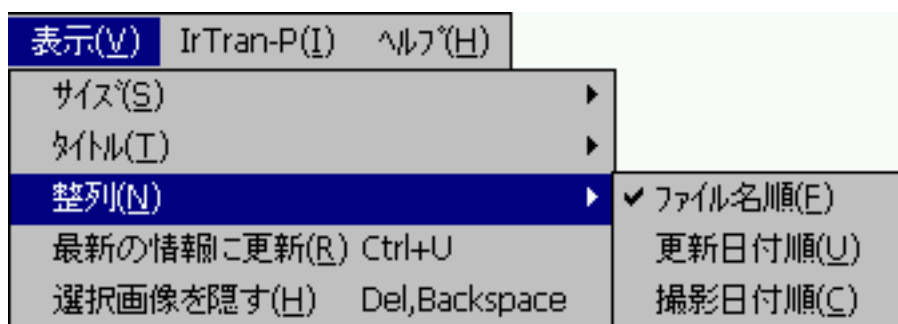 表示(V) IrTran-P(I) ﾍﾙﾌﾟ(H)
ｻｲｽﾞ(S)
ﾀｲﾄﾙ(T)
整列(N)
ﾌｧｲﾙ名順(F)
最新の情報に更新(R) Ctrl+U
更新日付順(U)
選択画像を隠す(H) Del,Backspace
撮影日付順(C)